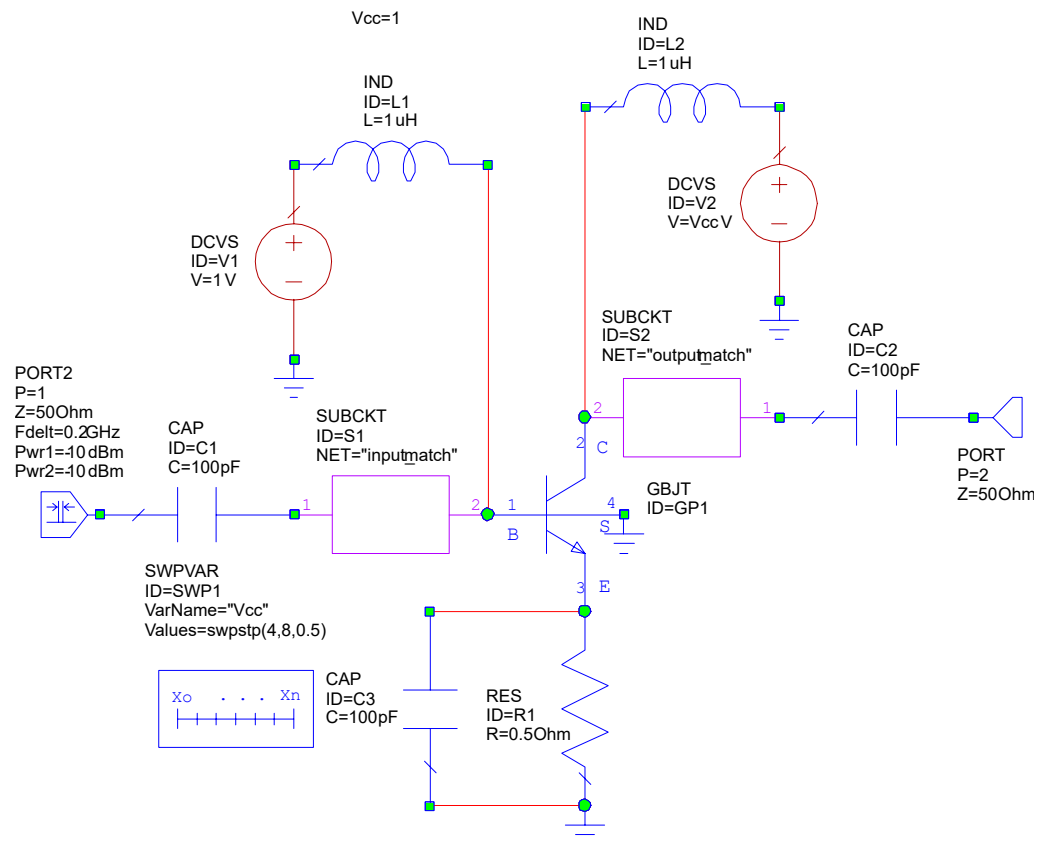 Vcc=1
IND
ID=L1
L=1 uH
IND
ID=L2
L=1 uH
DCVS
ID=V1
V=1 V
DCVS
ID=V2
V=Vcc V
PORT2
P=1
Z=50Ohm
Fdelt=0.2GHz
Pwr1=-10 dBm
Pwr2=-10 dBm
CAP
ID=C1
C=100pF
SUBCKT
ID=S1
NET="input_match"
1
2
SUBCKT
ID=S2
NET="output_match"
2
1
CAP
ID=C2
C=100pF
PORT
P=2
Z=50Ohm
GBJT
ID=GP1
1
B
2
C
4
S
3
E
SWPVAR
ID=SWP1
VarName="Vcc"
Values=swpstp(4,8,0.5)
Xo . . . Xn
CAP
ID=C3
C=100pF
RES
ID=R1
R=0.5Ohm